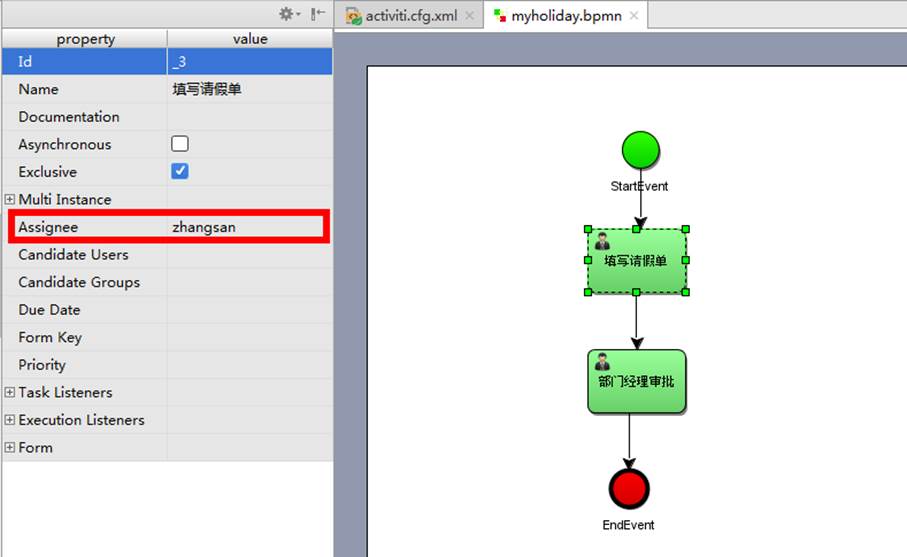 property value
Id _3
Name 填写请假单
Documentation
Asynchronous
Exclusive
Multi Instance
Assignee zhangsan
Candidate Users
Candidate Groups
Due Date
Form Key
Priority
Task Listeners
Execution Listeners
Form
activiti.cfg.xml myholiday.bpmn
StartEvent
填写请假单
部门经理审批
EndEvent